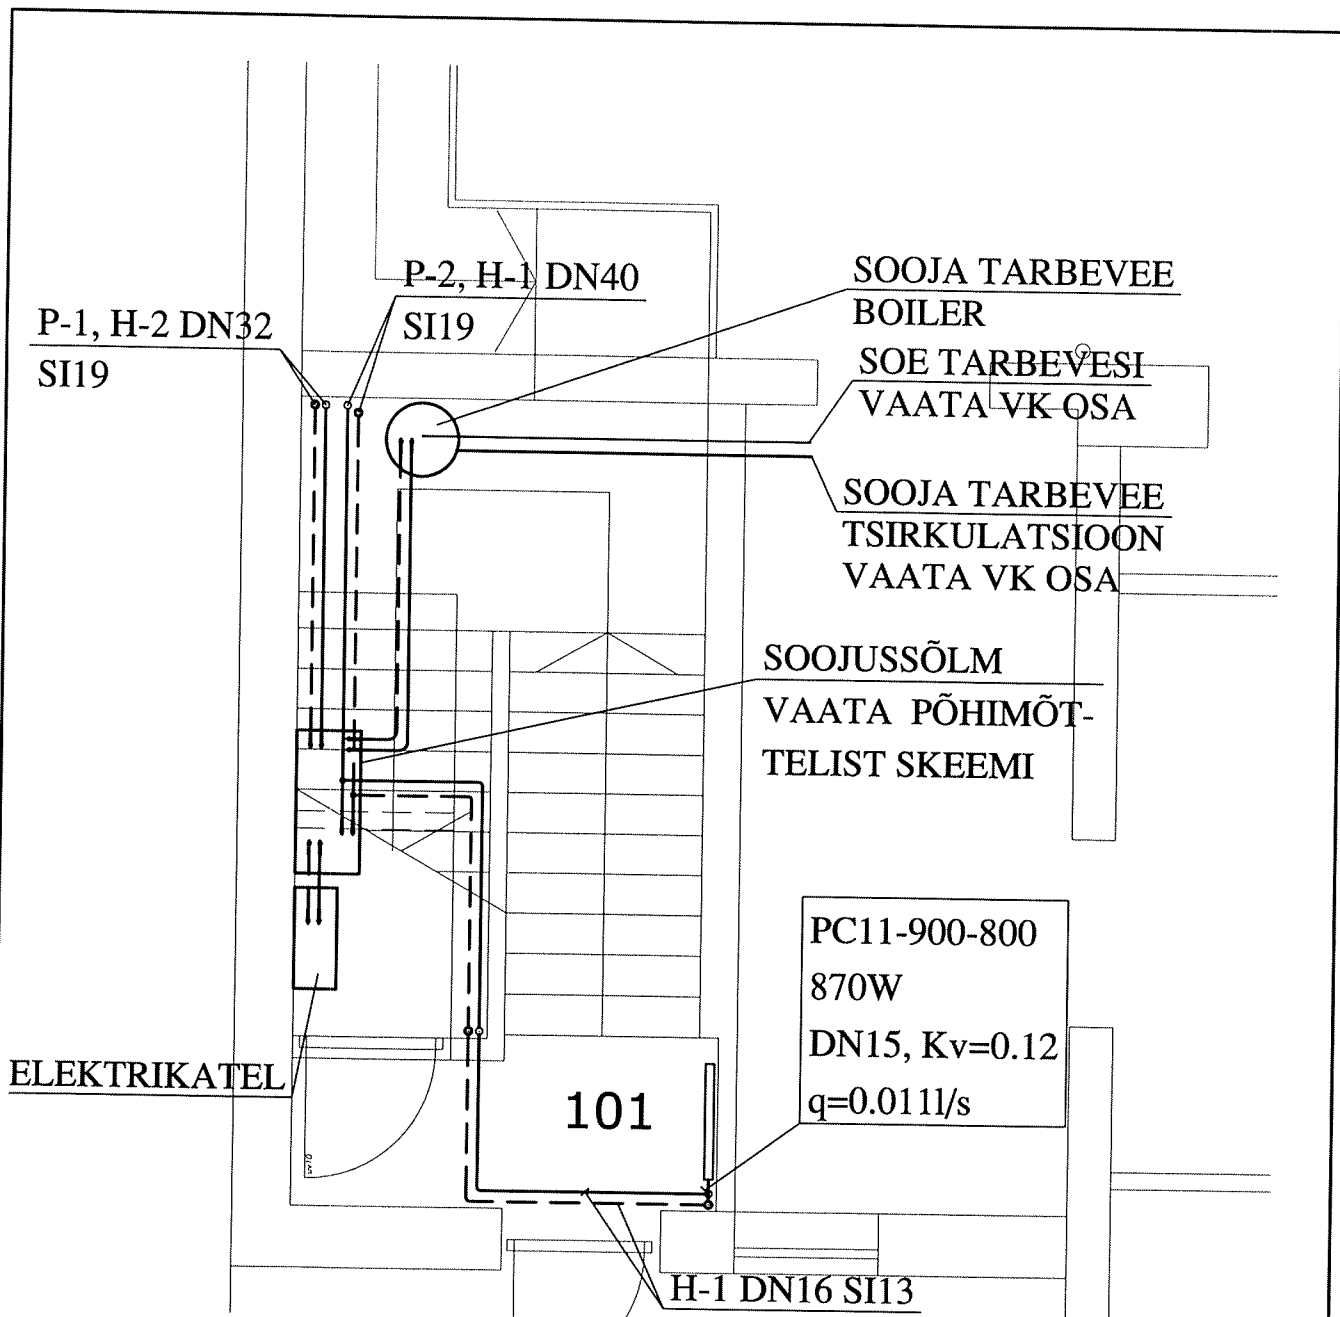 P-2, H-1 DN40
SI19
P-1, H-2 DN32
SI19
SOOJA TARBEVEE
BOILER
SOE TARBEVESI
VAATA VK OSA
SOOJA TARBEVEE
TSIRKULATSIOON
VAATA VK OSA
SOOJUSSÕLM
VAATA PÕHIMÕT-
TELIST SKEEMI
PC11-900-800
870W
DN15, Kv=0.12
q=0.011l/s
ELEKTRIKATEL
101
H-1 DN16 SI13